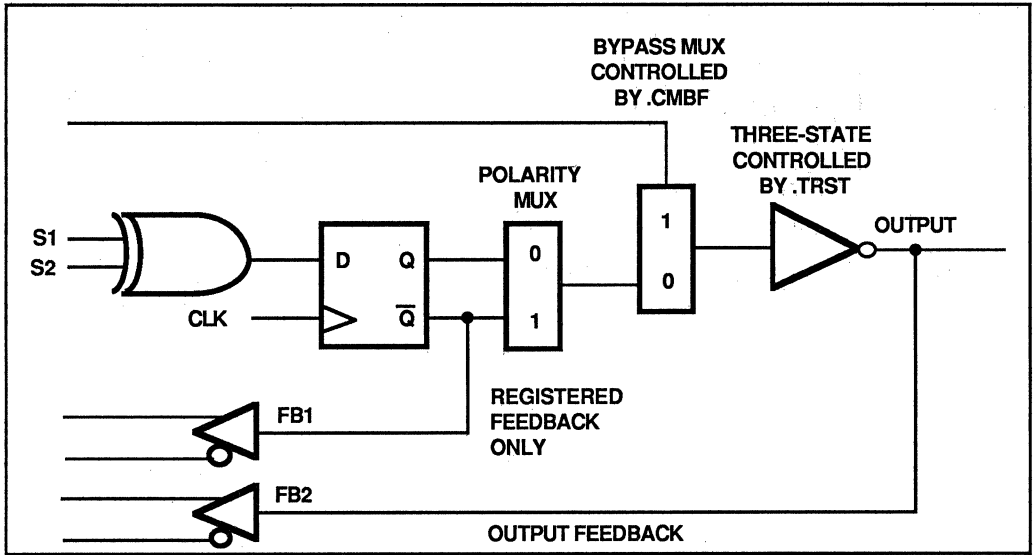 BYPASS MUX
CONTROLLED
BY .CMBF
THREE-STATE
CONTROLLED
BY .TRST
POLARITY
MUX
OUTPUT
S1
S2
D
Q
0
1
0
CLK
Q̅
1
REGISTERED
FEEDBACK
ONLY
FB1
FB2
OUTPUT FEEDBACK